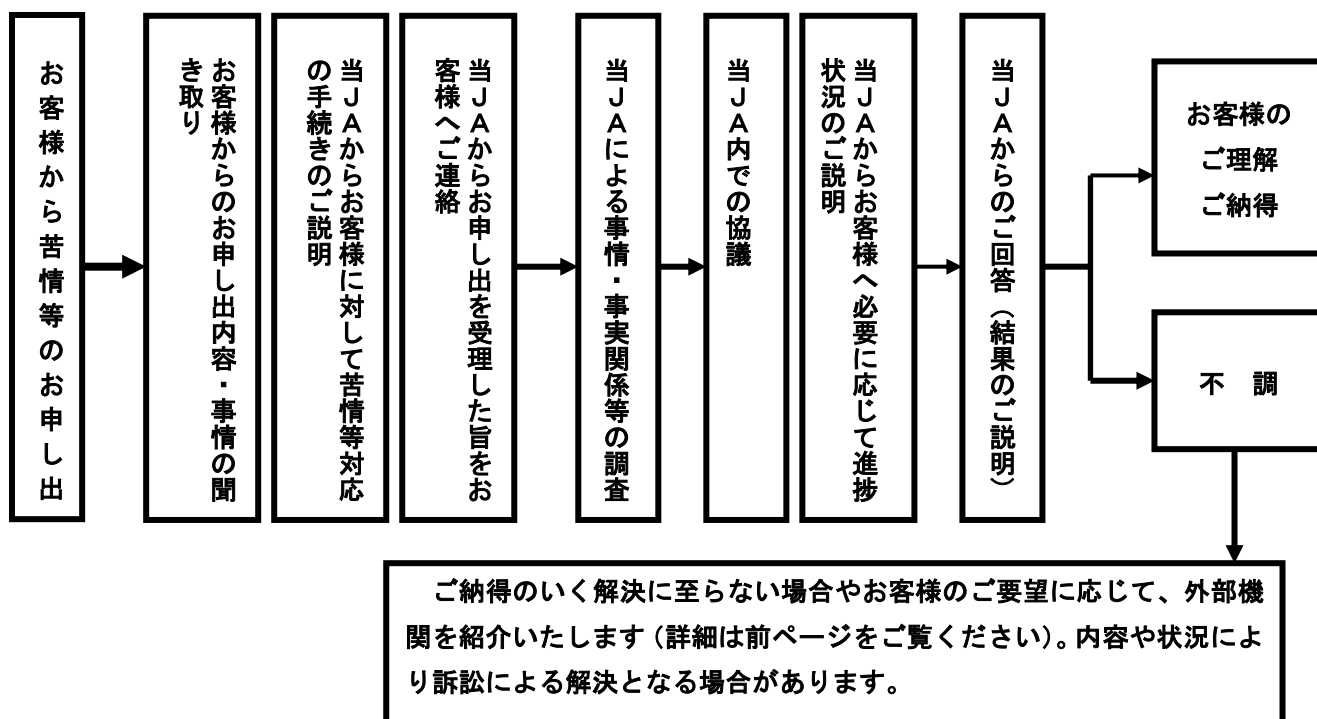 お客様から苦情等のお申し出
お客様からのお申し出内容・事情の聞
き取り
当ＪＡからお客様に対して苦情等対応
の手続きのご説明
当ＪＡからお申し出を受理した旨をお
客様へご連絡
当ＪＡによる事情・事実関係等の調査
当ＪＡ内での協議
当ＪＡからお客様へ必要に応じて進捗
状況のご説明
当ＪＡからのご回答（結果のご説明）
お客様の
ご理解
ご納得
不　調
ご納得のいく解決に至らない場合やお客様のご要望に応じて、外部機
関を紹介いたします（詳細は前ページをご覧ください）。内容や状況によ
り訴訟による解決となる場合があります。